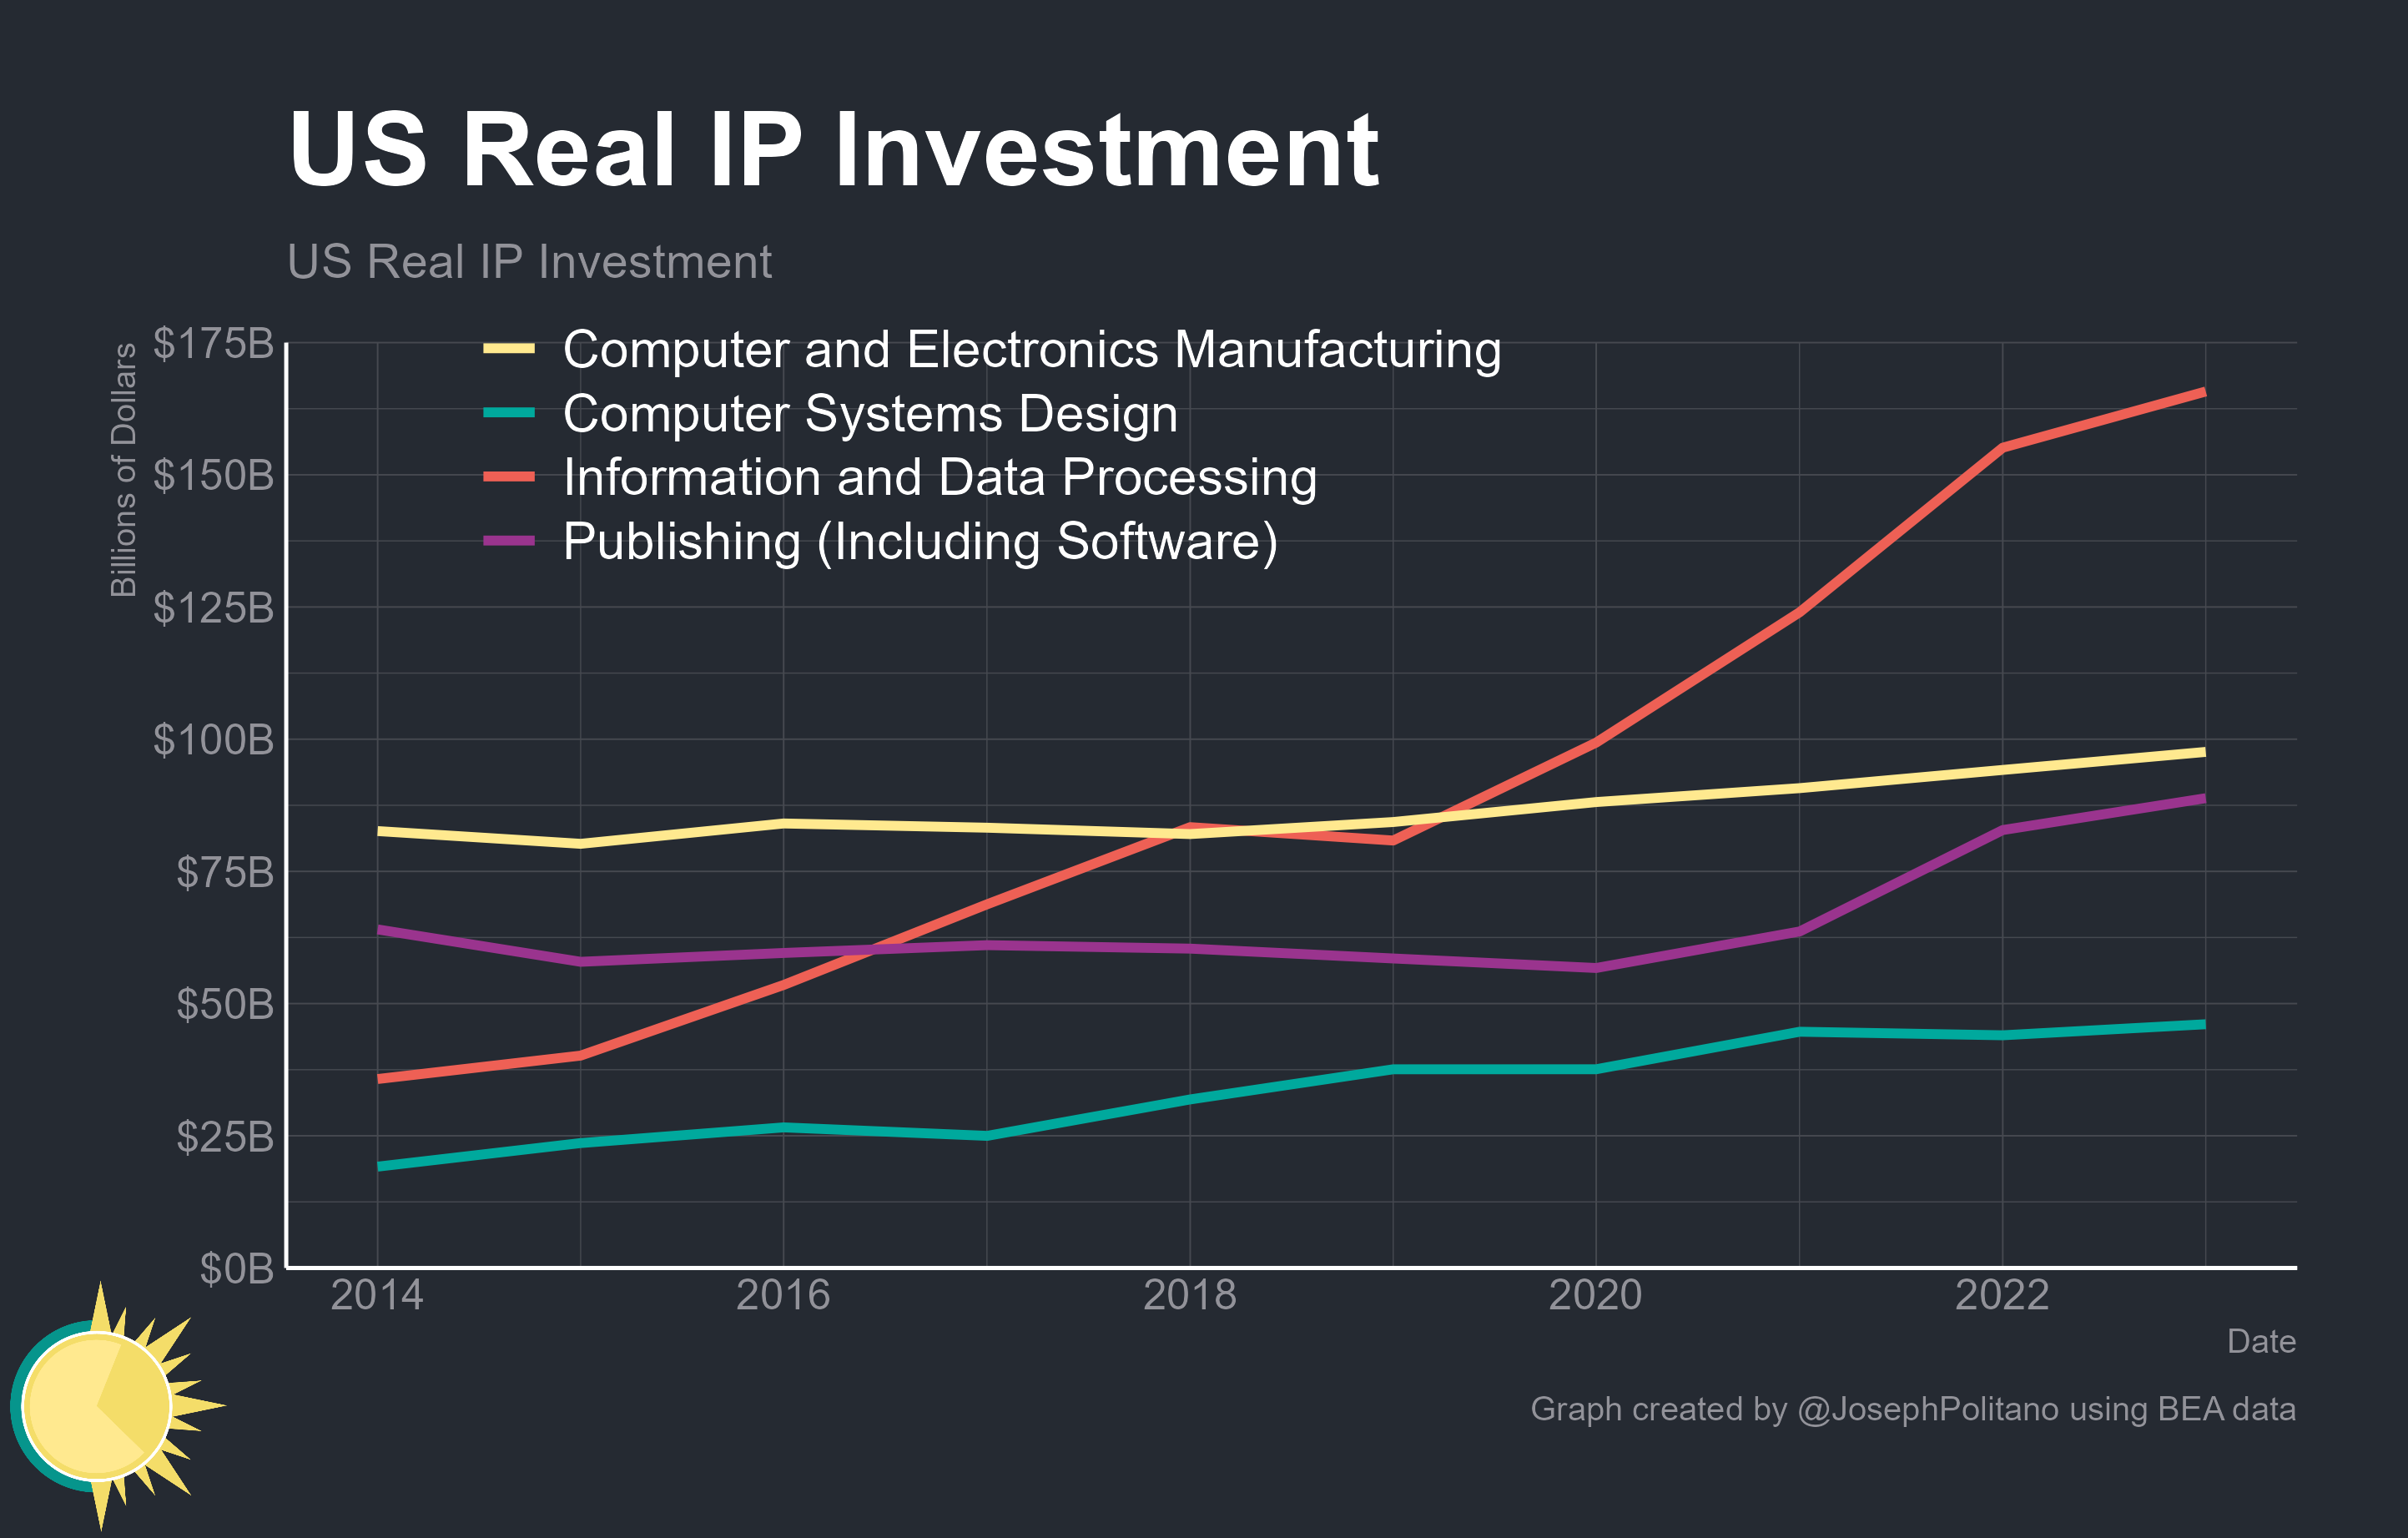 US Real IP Investment
US Real IP Investment
Billions of Dollars
$175B
$150B
$125B
$100B
$75B
$50B
$25B
$0B
Computer and Electronics Manufacturing
Computer Systems Design
Information and Data Processing
Publishing (Including Software)
2014 2016 2018 2020 2022
Date
Graph created by @JosephPolitano using BEA data